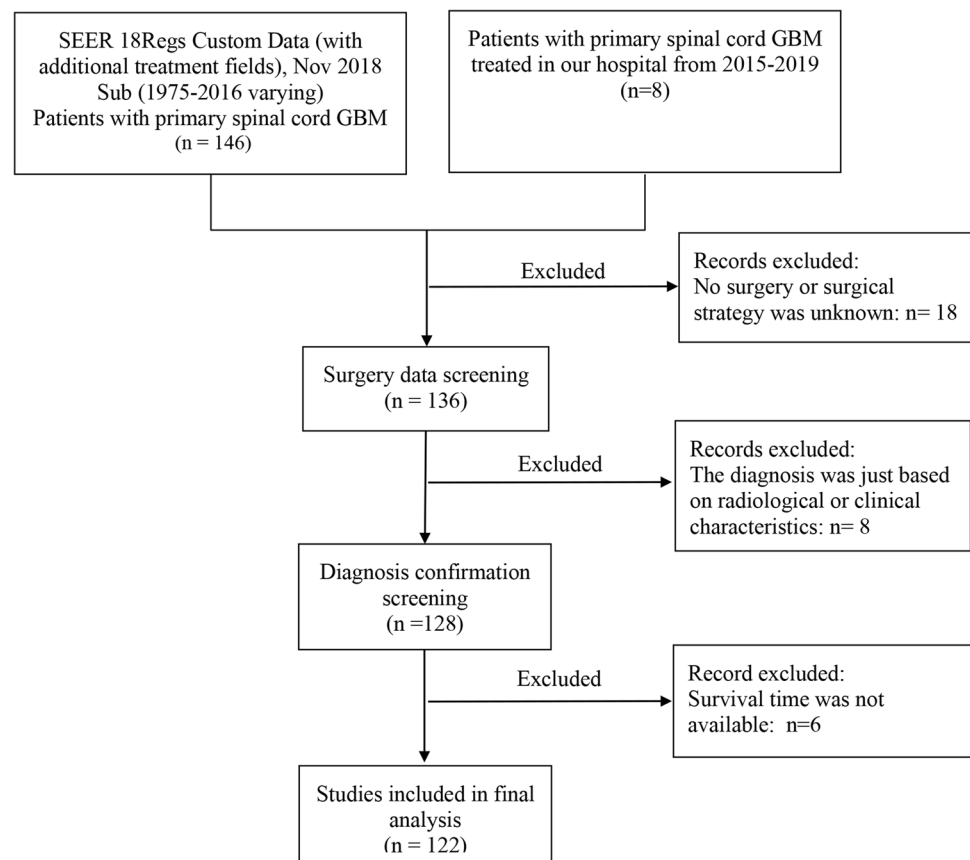 SEER 18Regs Custom Data (with
additional treatment fields), Nov 2018
Sub (1975-2016 varying)
Patients with primary spinal cord GBM
(n = 146)
Patients with primary spinal cord GBM
treated in our hospital from 2015-2019
(n=8)
Excluded
Records excluded:
No surgery or surgical
strategy was unknown: n= 18
Surgery data screening
(n = 136)
Excluded
Records excluded:
The diagnosis was just based
on radiological or clinical
characteristics: n= 8
Diagnosis confirmation
screening
(n =128)
Excluded
Record excluded:
Survival time was not
available:  n=6
Studies included in final
analysis
(n = 122)